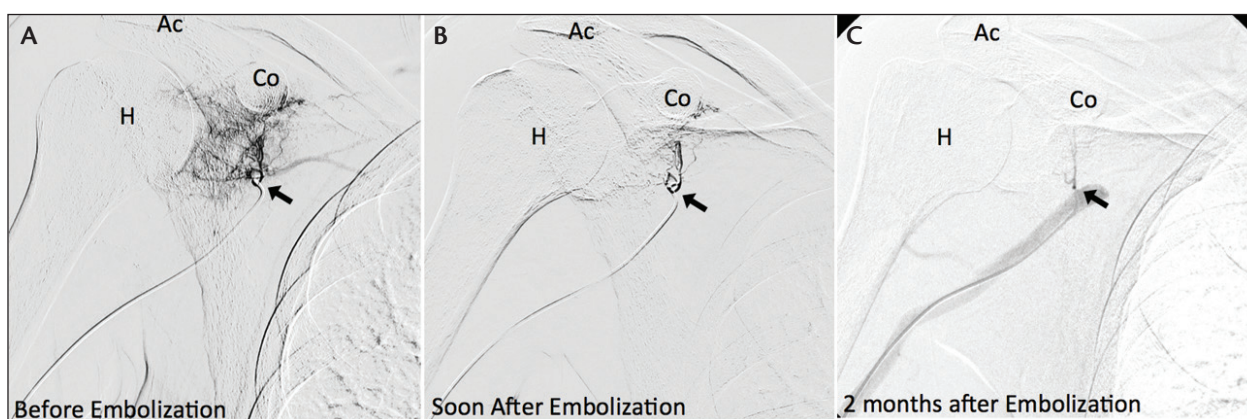 A
Ac
Co
H
Before Embolization
B
Ac
Co
H
Soon After Embolization
C
Ac
Co
H
2 months after Embolization